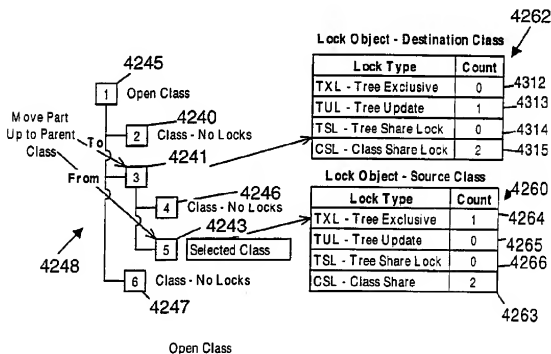 4262
Lock Object - Destination Class
Lock Type Count
TXL - Tree Exclusive 0 4312
TUL - Tree Update 1 4313
TSL - Tree Share Lock 0 4314
CSL - Class Share Lock 2 4315
4245
1 Open Class
4240
2 Class - No Locks
Move Part
Up to Parent
Class
To
4241
3
From
4246
4 Class - No Locks
4243
5 Selected Class
4248
6 Class - No Locks
4247
Lock Object - Source Class
4260
Lock Type Count
TXL - Tree Exclusive 1 4264
TUL - Tree Update 0 4265
TSL - Tree Share Lock 0 4266
CSL - Class Share 2
4263
Open Class